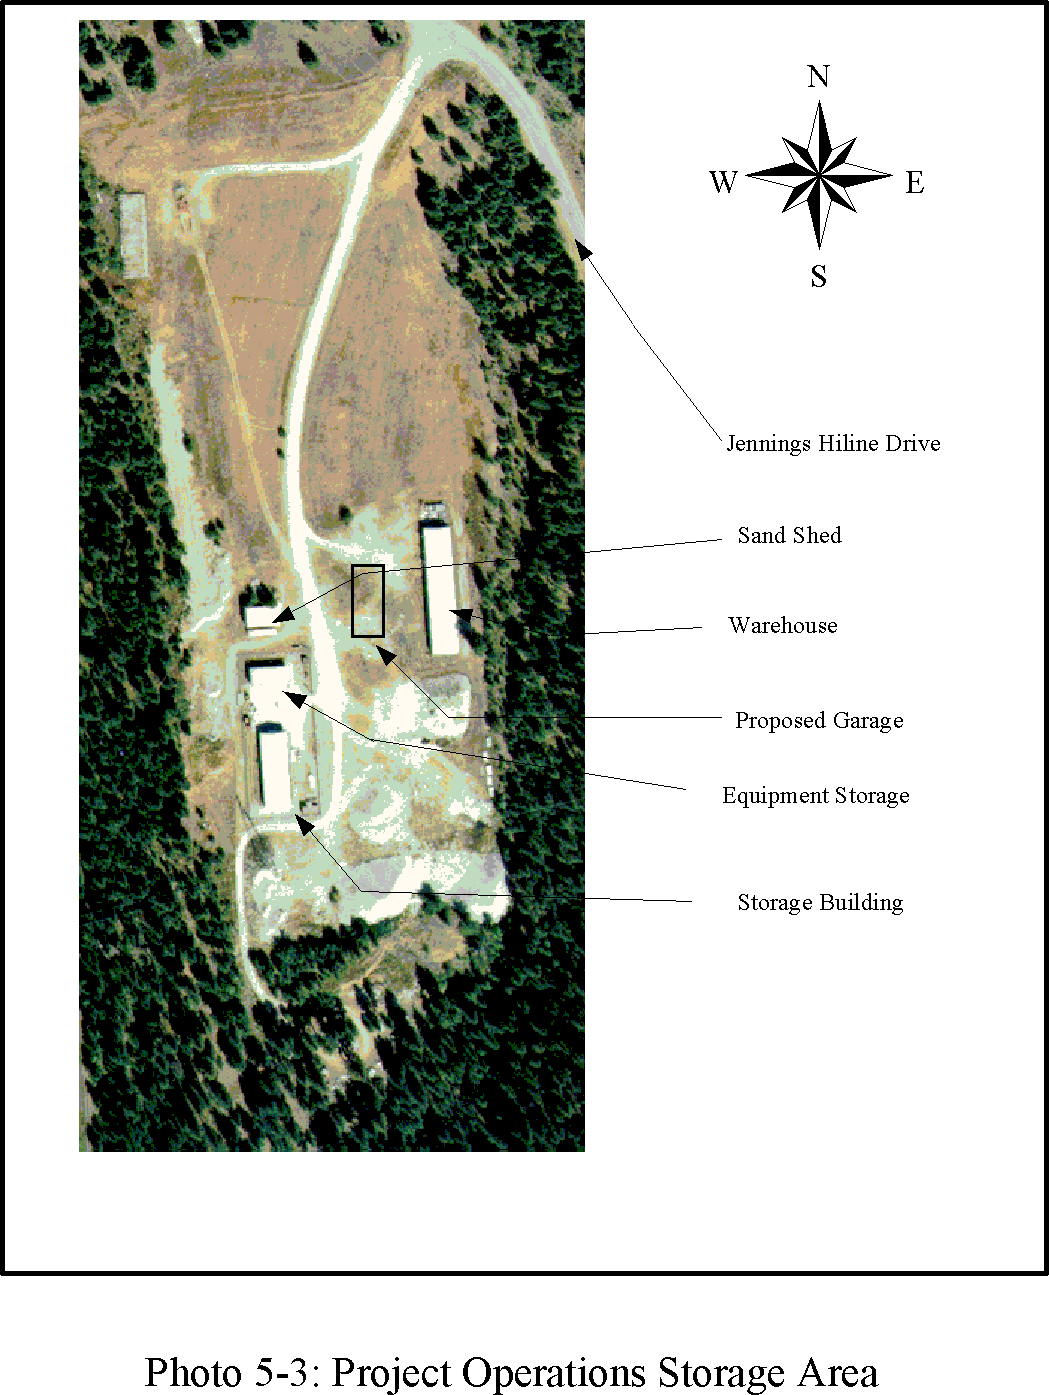 N
W E
S
Jennings Hiline Drive
Sand Shed
Warehouse
Proposed Garage
Equipment Storage
Storage Building
Photo 5-3: Project Operations Storage Area